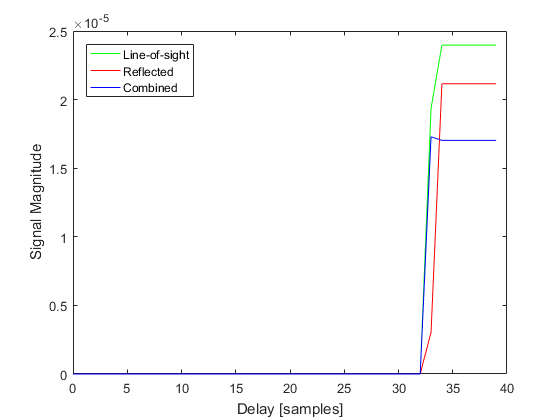 ×10-5
2.5
2
1.5
1
0.5
0
Signal Magnitude
Line-of-sight
Reflected
Combined
0 5 10 15 20 25 30 35 40
Delay [samples]